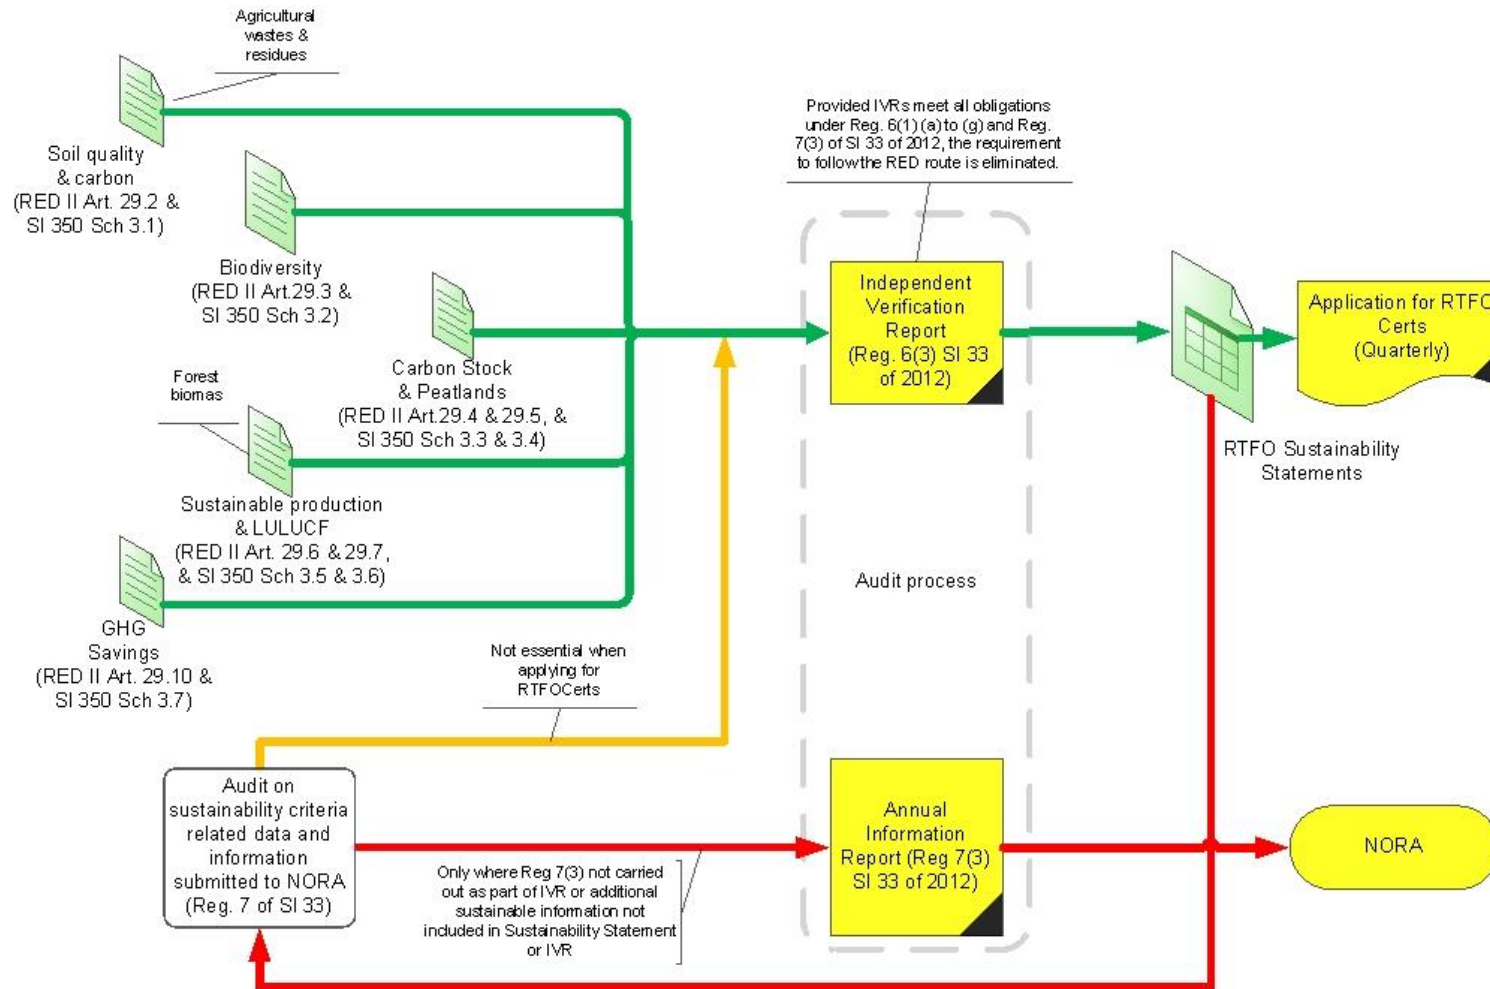 Agricultural
wastes &
residues
Soil quality
& carbon
(RED II Art. 29.2 &
SI 350 Sch 3.1)
Biodiversity
(RED II Art.29.3 &
SI 350 Sch 3.2)
Carbon Stock
& Peatlands
(RED II Art.29.4 & 29.5, &
SI 350 Sch 3.3 & 3.4)
Forest
biomas
Sustainable production
& LULUCF
(RED II Art. 29.6 & 29.7,
& SI 350 Sch 3.5 & 3.6)
GHG
Savings
(RED II Art. 29.10 &
SI 350 Sch 3.7)
Provided IVRs meet all obligations
under Reg. 6(1) (a) to (g) and Reg.
7(3) of SI 33 of 2012, the requirement
to follow the RED route is eliminated.
Independent
Verification
Report
(Reg. 6(3) SI 33
of 2012)
Application for RTFO
Certs
(Quarterly)
RTFO Sustainability
Statements
Audit process
Not essential when
applying for
RTFOCerts
Audit on
sustainability criteria
related data and
information
submitted to NORA
(Reg. 7 of SI 33)
Only where Reg 7(3) not carried
out as part of IVR or additional
sustainable information not
included in Sustainability Statement
or IVR
Annual
Information
Report (Reg 7(3)
SI 33 of 2012)
NORA